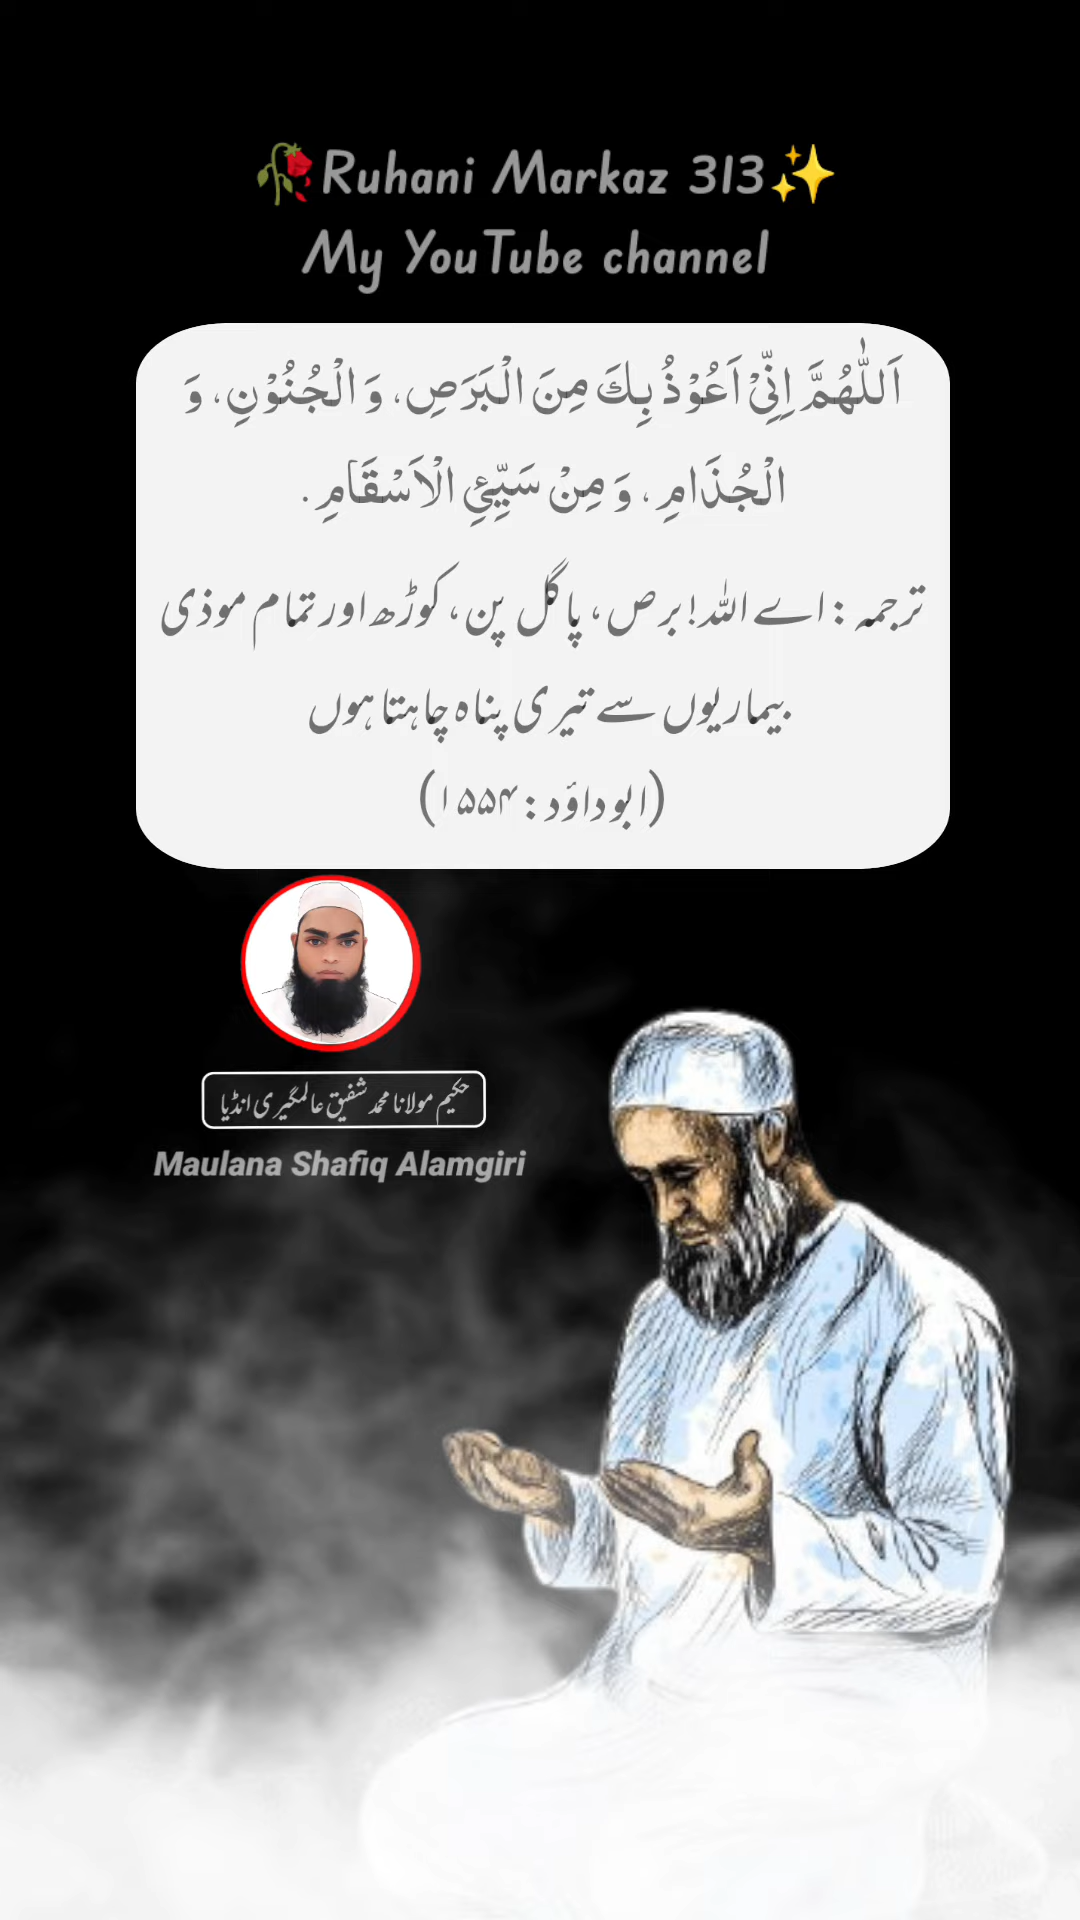 🥀Ruhani Markaz 313✨
My YouTube channel
اَللّٰهُمَّ اِنِّیْ اَعُوْذُ بِكَ مِنَ الْبَرَصِ، وَ الْجُنُوْنِ، وَ
الْجُذَامِ، وَ مِنْ سَیِّئِ الْاَسْقَامِ.
ترجمہ : اے اللہ! برص، پاگل پن، کوڑھ اور تمام موذی
بیماریوں سے تیری پناہ چاہتا ہوں
(ابوداؤد : ۱۵۵۴)
حکیم مولانا محمد شفیق عالمگیری انڈیا
Maulana Shafiq Alamgiri